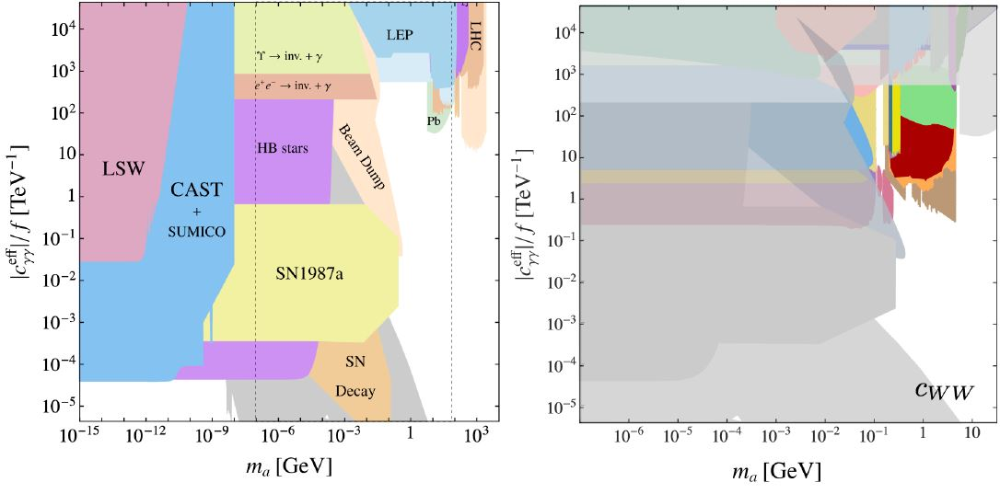 10⁴
10³
10²
10
1
10⁻¹
10⁻²
10⁻³
10⁻⁴
10⁻⁵
|c_γγ^eff|/f [TeV⁻¹]
LEP
LHC
ϒ → inv. + γ
e⁺e⁻ → inv. + γ
Pb
HB stars
Beam Dump
LSW
CAST
+
SUMICO
SN1987a
SN
Decay
10⁻¹⁵ 10⁻¹² 10⁻⁹ 10⁻⁶ 10⁻³ 1 10³
m_a [GeV]
10⁴
10³
10²
10
1
10⁻¹
10⁻²
10⁻³
10⁻⁴
10⁻⁵
|c_γγ^eff|/f [TeV⁻¹]
c_WW
10⁻⁶ 10⁻⁵ 10⁻⁴ 10⁻³ 10⁻² 10⁻¹ 1 10
m_a [GeV]